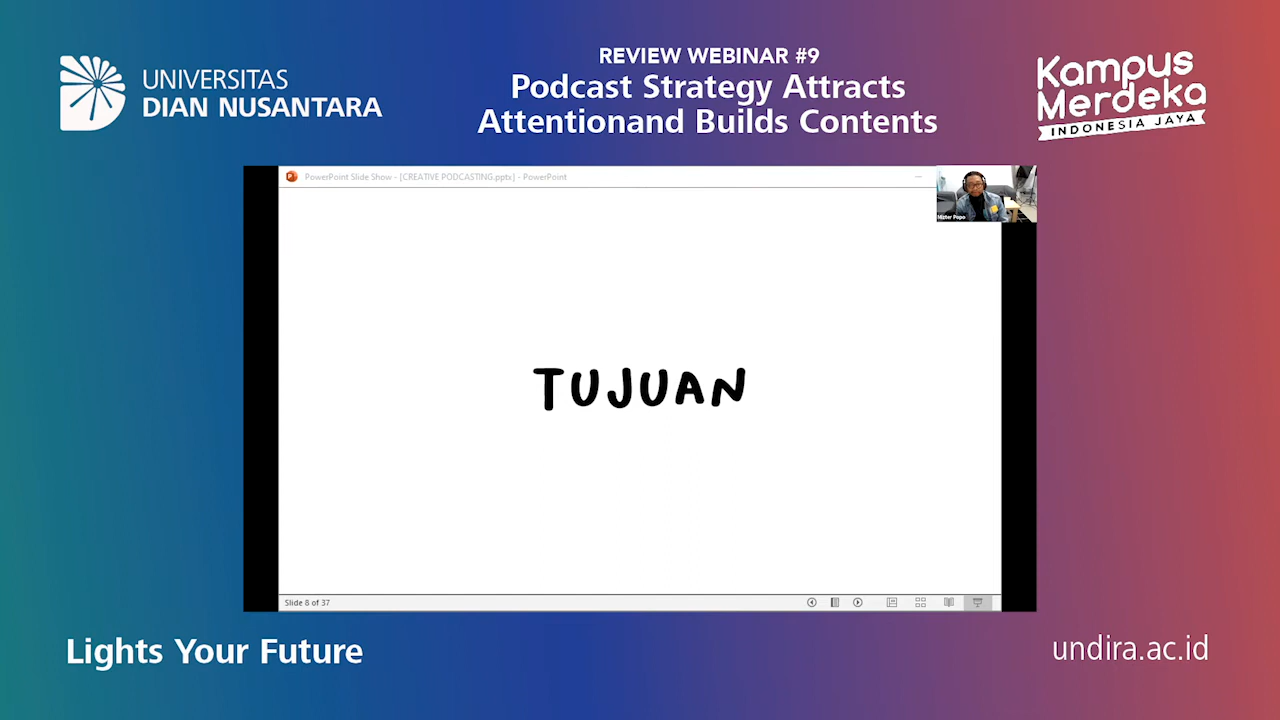 UNIVERSITAS
DIAN NUSANTARA
REVIEW WEBINAR #9
Podcast Strategy Attracts
Attentionand Builds Contents
Kampus
Merdeka
INDONESIA JAYA
PowerPoint Slide Show - [CREATIVE PODCASTING.pptx] - PowerPoint
Mizter Popo
TUJUAN
Slide 8 of 37
Lights Your Future
undira.ac.id